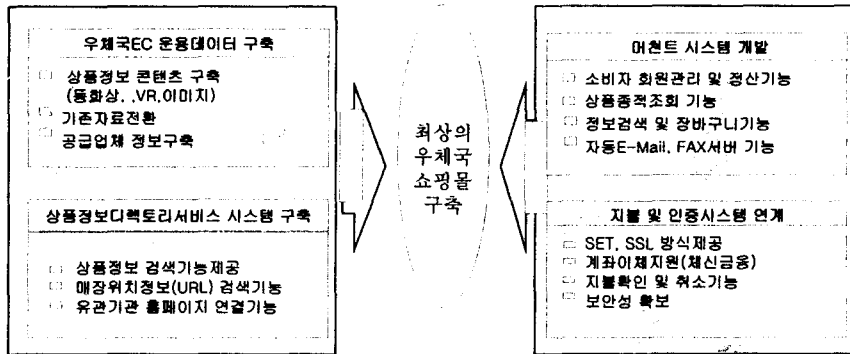 우체국EC 운용데이터 구축
□ 상품정보 콘텐츠 구축
(동화상, ,VR,이미지)
□ 기존자료전환
□ 공급업체 정보구축
상품정보디렉토리서비스 시스템 구축
□ 상품정보 검색기능제공
□ 매장위치정보(URL) 검색기능
□ 유관기관 홈페이지 연결기능
최상의
우체국
쇼핑몰
구축
머천트 시스템 개발
□ 소비자 회원관리 및 정산기능
□ 상품종적조회 기능
□ 정보검색 및 장바구니기능
□ 자동E-Mail, FAX서버 기능
지불 및 인증시스템 연계
□ SET, SSL 방식제공
□ 계좌이체지원(체신금융)
□ 지불확인 및 취소기능
□ 보안성 확보